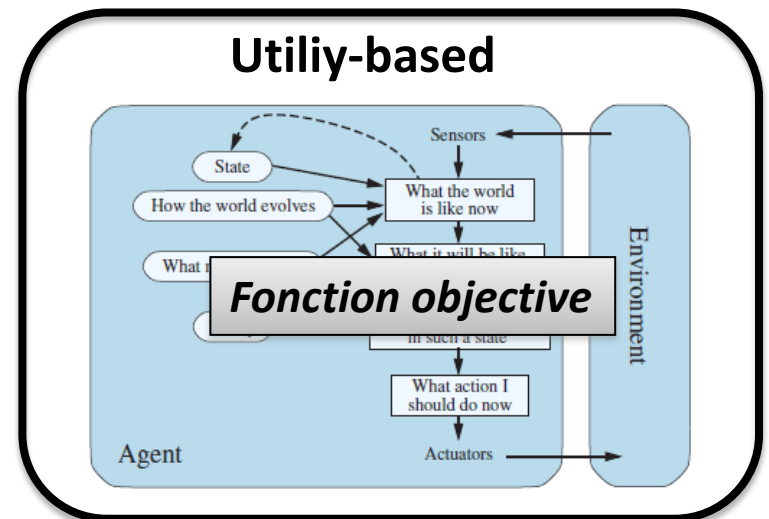 Utiliy-based
Sensors
State
What the world
is like now
How the world evolves
What it will be like
What
Fonction objective
in such a state
What action I
should do now
Agent
Actuators
Environment